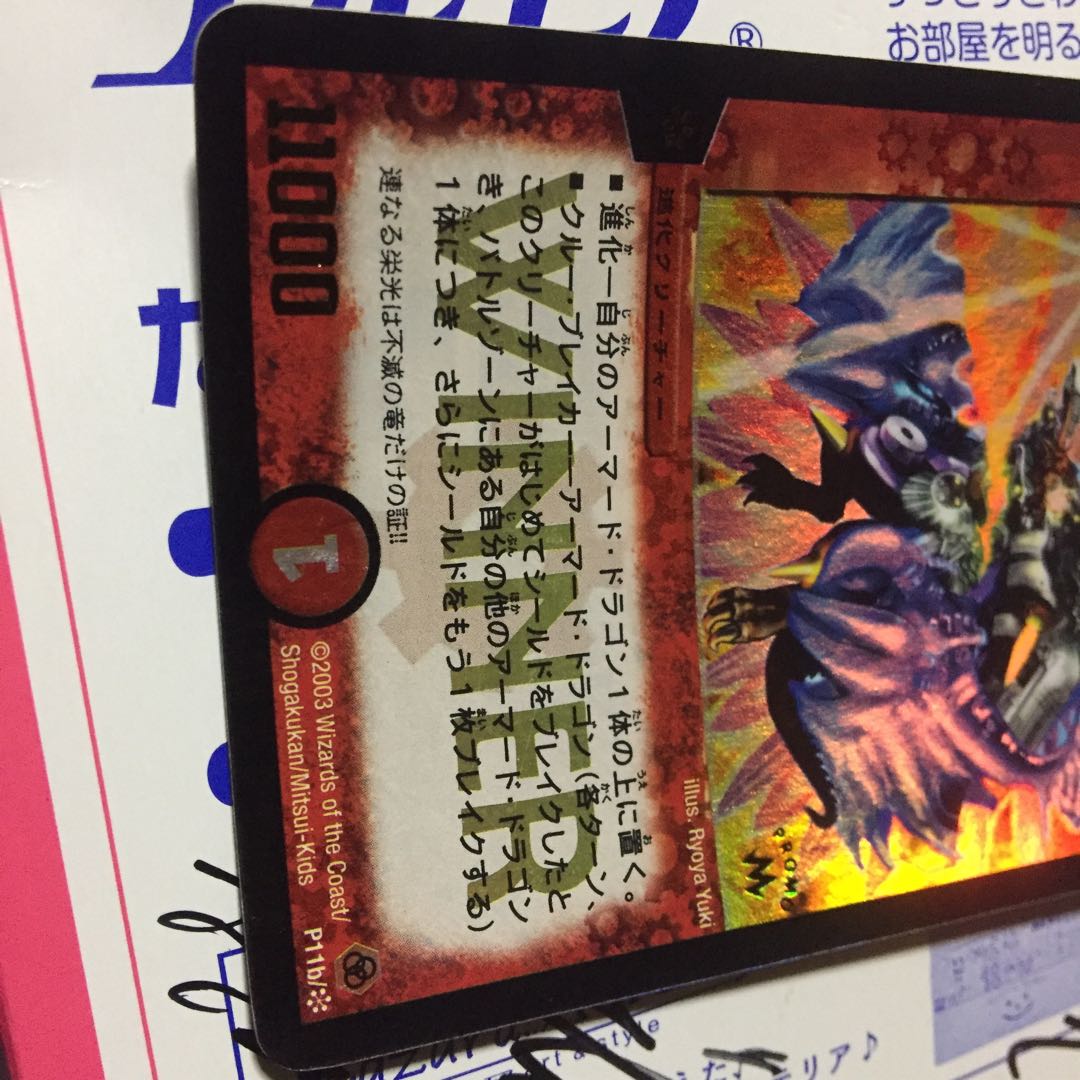 進化クリーチャー
■進化ー自分のアーマード・ドラゴン1体の上に置く。
■クルー・ブレイカーーアーマード・ドラゴン（各ターン、
このクリーチャーがはじめてシールドをブレイクしたと
き、バトルゾーンにある自分の他のアーマード・ドラゴン
1体につき、さらにシールドをもう1枚ブレイクする）
連なる栄光は不滅の竜だけの証!!
WINNER
11000
1
illus. Ryoya Yuki
PROMO
©2003 Wizards of the Coast/
Shogakukan/Mitsui-Kids
P11b/
®
お部屋を明る
リア♪